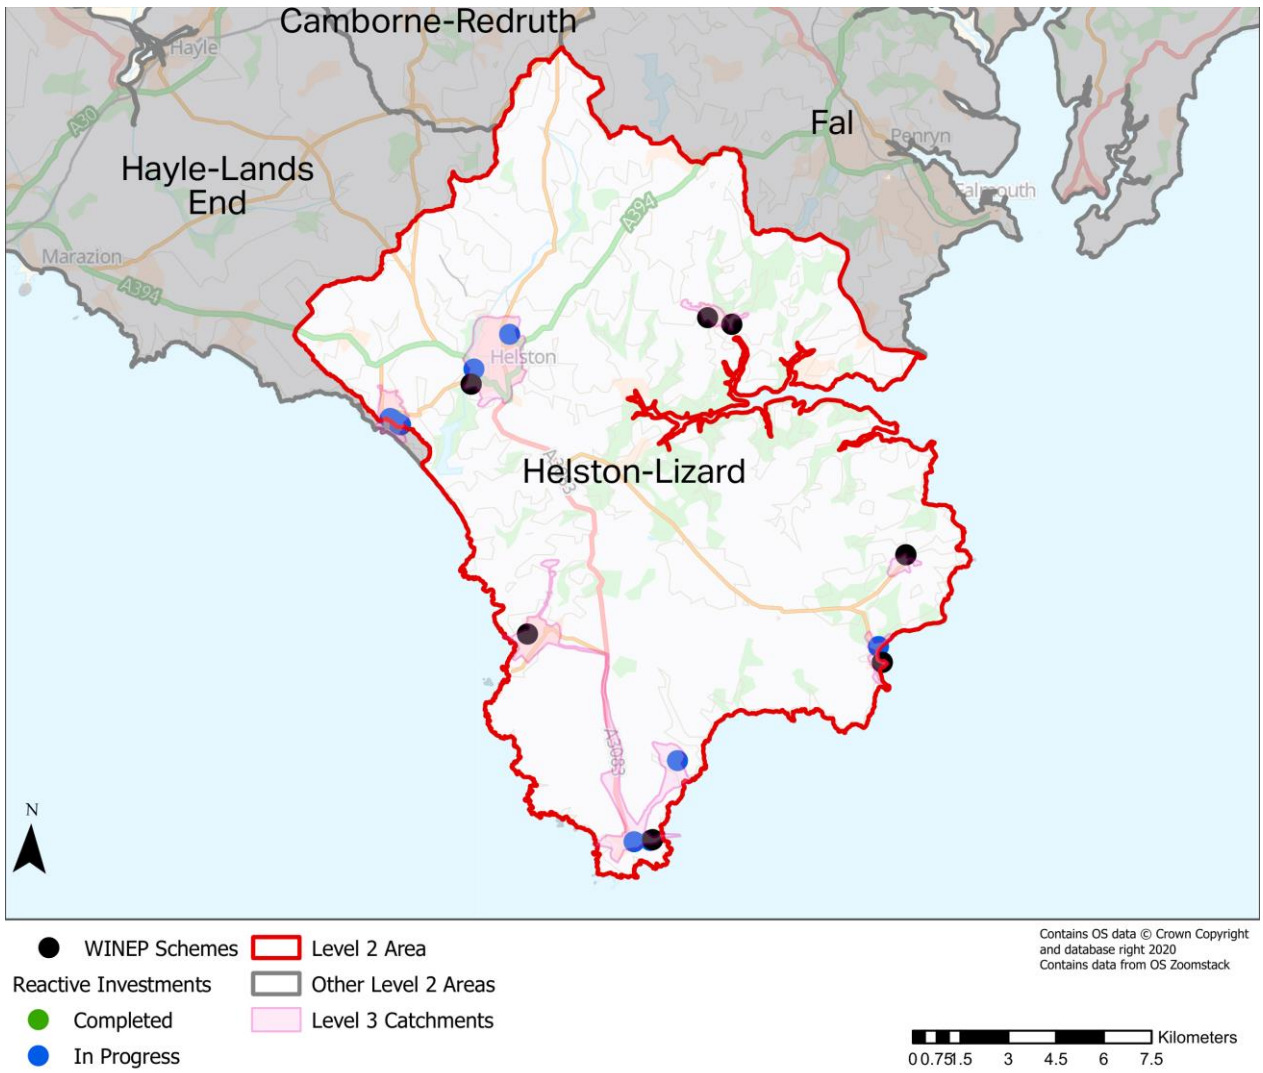 Camborne-Redruth
Hayle
A30
Fal
Penryn
Hayle-Lands
End
Falmouth
A394
Marazion
A394
Helston
Helston-Lizard
A3083
A3083
N
WINEP Schemes
Level 2 Area
Reactive Investments
Other Level 2 Areas
Completed
Level 3 Catchments
In Progress
Contains OS data © Crown Copyright
and database right 2020
Contains data from OS Zoomstack
Kilometers
0 0.75 1.5 3 4.5 6 7.5